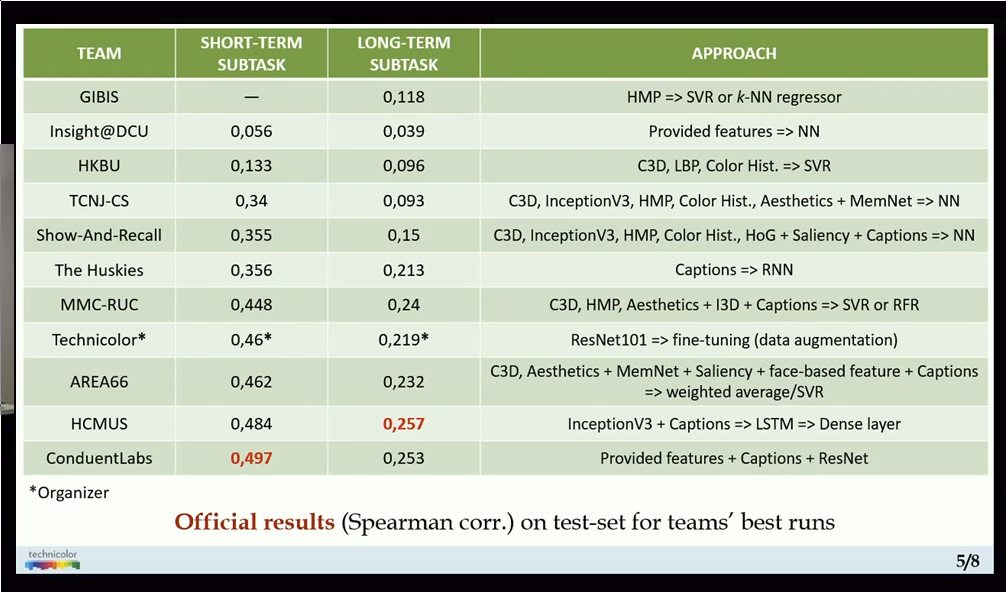 TEAM SHORT-TERM SUBTASK LONG-TERM SUBTASK APPROACH
GIBIS — 0,118 HMP => SVR or k-NN regressor
Insight@DCU 0,056 0,039 Provided features => NN
HKBU 0,133 0,096 C3D, LBP, Color Hist. => SVR
TCNJ-CS 0,34 0,093 C3D, InceptionV3, HMP, Color Hist., Aesthetics + MemNet => NN
Show-And-Recall 0,355 0,15 C3D, InceptionV3, HMP, Color Hist., HoG + Saliency + Captions => NN
The Huskies 0,356 0,213 Captions => RNN
MMC-RUC 0,448 0,24 C3D, HMP, Aesthetics + I3D + Captions => SVR or RFR
Technicolor* 0,46* 0,219* ResNet101 => fine-tuning (data augmentation)
AREA66 0,462 0,232 C3D, Aesthetics + MemNet + Saliency + face-based feature + Captions
=> weighted average/SVR
HCMUS 0,484 0,257 InceptionV3 + Captions => LSTM => Dense layer
ConduentLabs 0,497 0,253 Provided features + Captions + ResNet
*Organizer
Official results (Spearman corr.) on test-set for teams’ best runs
technicolor
5/8